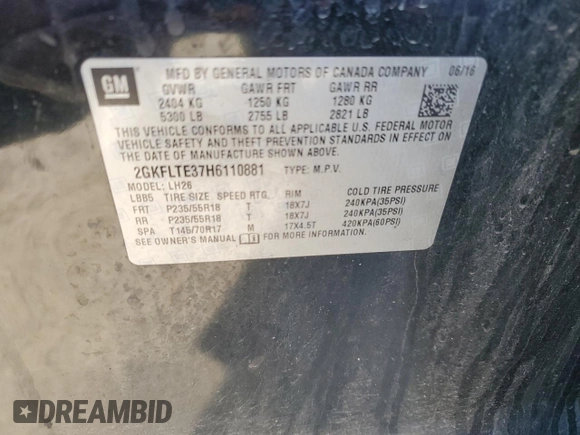 GM
MFD BY GENERAL MOTORS OF CANADA COMPANY 06/16
GVWR GAWR FRT GAWR RR
2404 KG 1250 KG 1280 KG
5300 LB 2755 LB 2821 LB
THIS VEHICLE CONFORMS TO ALL APPLICABLE U.S. FEDERAL MOTOR
VEHICLE SAFETY AND THEFT PREVENTION STANDARDS IN EFFECT ON
THE DATE OF MANUFACTURE SHOWN ABOVE.
2GKFLTE37H6110881 TYPE: M.P.V.
MODEL: LH26
LBB5 TIRE SIZE SPEED RTG. RIM COLD TIRE PRESSURE
FRT P235/55R18 T 18X7J 240KPA(35PSI)
RR P235/55R18 T 18X7J 240KPA(35PSI)
SPA T145/70R17 M 17X4.5T 420KPA(60PSI)
SEE OWNER'S MANUAL FOR MORE INFORMATION
DREAMBID